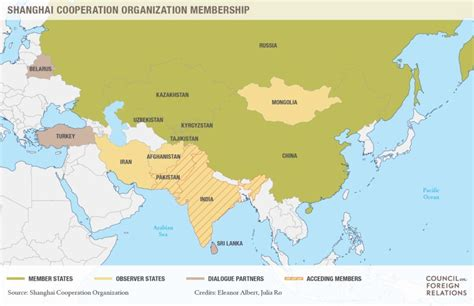 SHANGHAI COOPERATION ORGANIZATION MEMBERSHIP
RUSSIA
BELARUS
KAZAKHSTAN
MONGOLIA
UZBEKISTAN
KYRGYZSTAN
TURKEY
TAJIKISTAN
CHINA
IRAN
AFGHANISTAN
PAKISTAN
INDIA
Pacific
Ocean
Arabian
Sea
SRI LANKA
MEMBER STATES
OBSERVER STATES
DIALOGUE PARTNERS
ACCEDING MEMBERS
Source: Shanghai Cooperation Organization
Credits: Eleanor Albert, Julia Ro
COUNCIL on
FOREIGN
RELATIONS